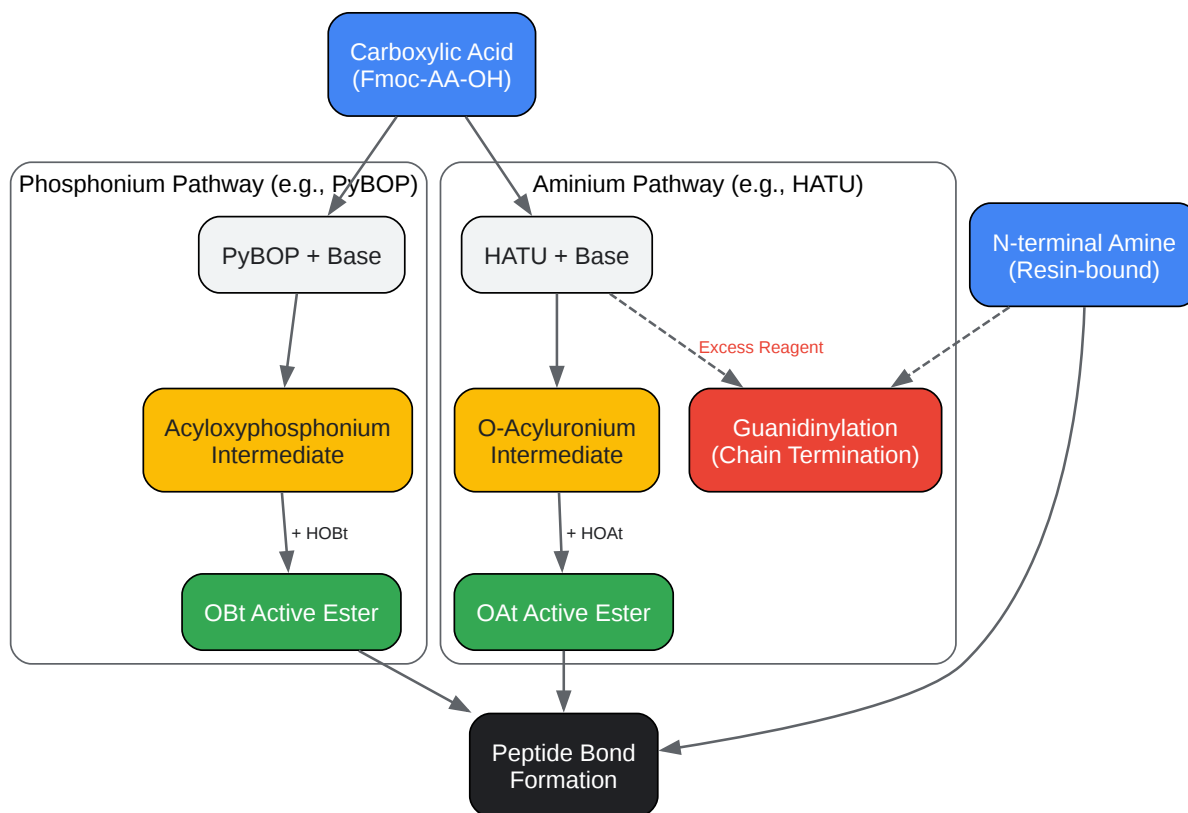 Carboxylic Acid
(Fmoc-AA-OH)
Phosphonium Pathway (e.g., PyBOP)
Aminium Pathway (e.g., HATU)
PyBOP + Base
HATU + Base
N-terminal Amine
(Resin-bound)
Excess Reagent
Acyloxyphosphonium
Intermediate
O-Acyluronium
Intermediate
Guanidinylation
(Chain Termination)
+ HOBt
+ HOAt
OBt Active Ester
OAt Active Ester
Peptide Bond
Formation